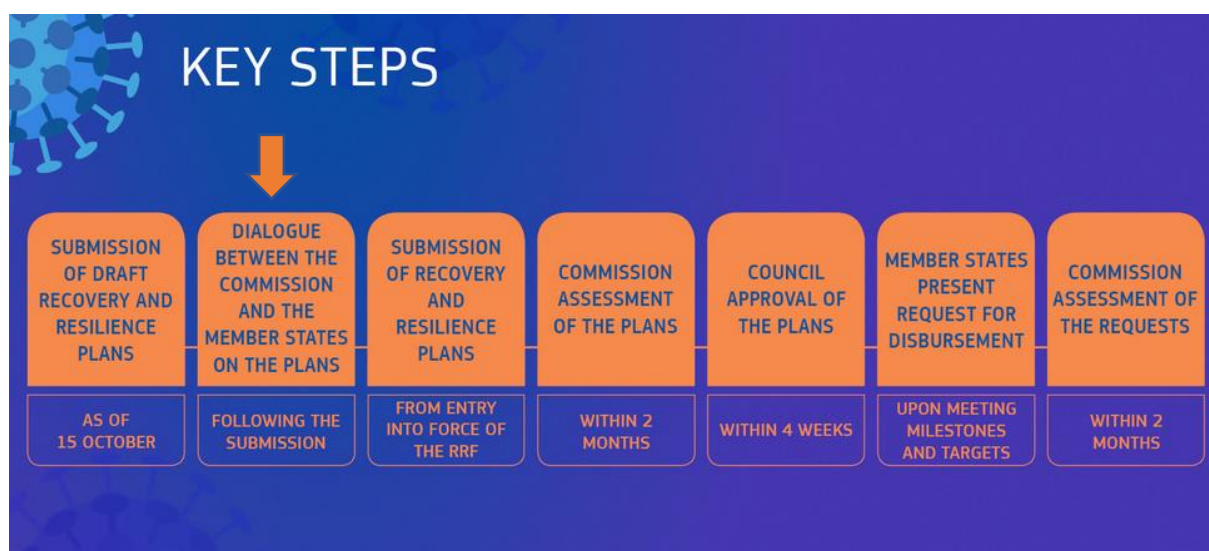 KEY STEPS
SUBMISSION
OF DRAFT
RECOVERY AND
RESILIENCE
PLANS
AS OF
15 OCTOBER
DIALOGUE
BETWEEN THE
COMMISSION
AND THE
MEMBER STATES
ON THE PLANS
FOLLOWING THE
SUBMISSION
SUBMISSION
OF RECOVERY
AND
RESILIENCE
PLANS
FROM ENTRY
INTO FORCE OF
THE RRF
COMMISSION
ASSESSMENT
OF THE PLANS
WITHIN 2
MONTHS
COUNCIL
APPROVAL OF
THE PLANS
WITHIN 4 WEEKS
MEMBER STATES
PRESENT
REQUEST FOR
DISBURSEMENT
UPON MEETING
MILESTONES
AND TARGETS
COMMISSION
ASSESSMENT OF
THE REQUESTS
WITHIN 2
MONTHS